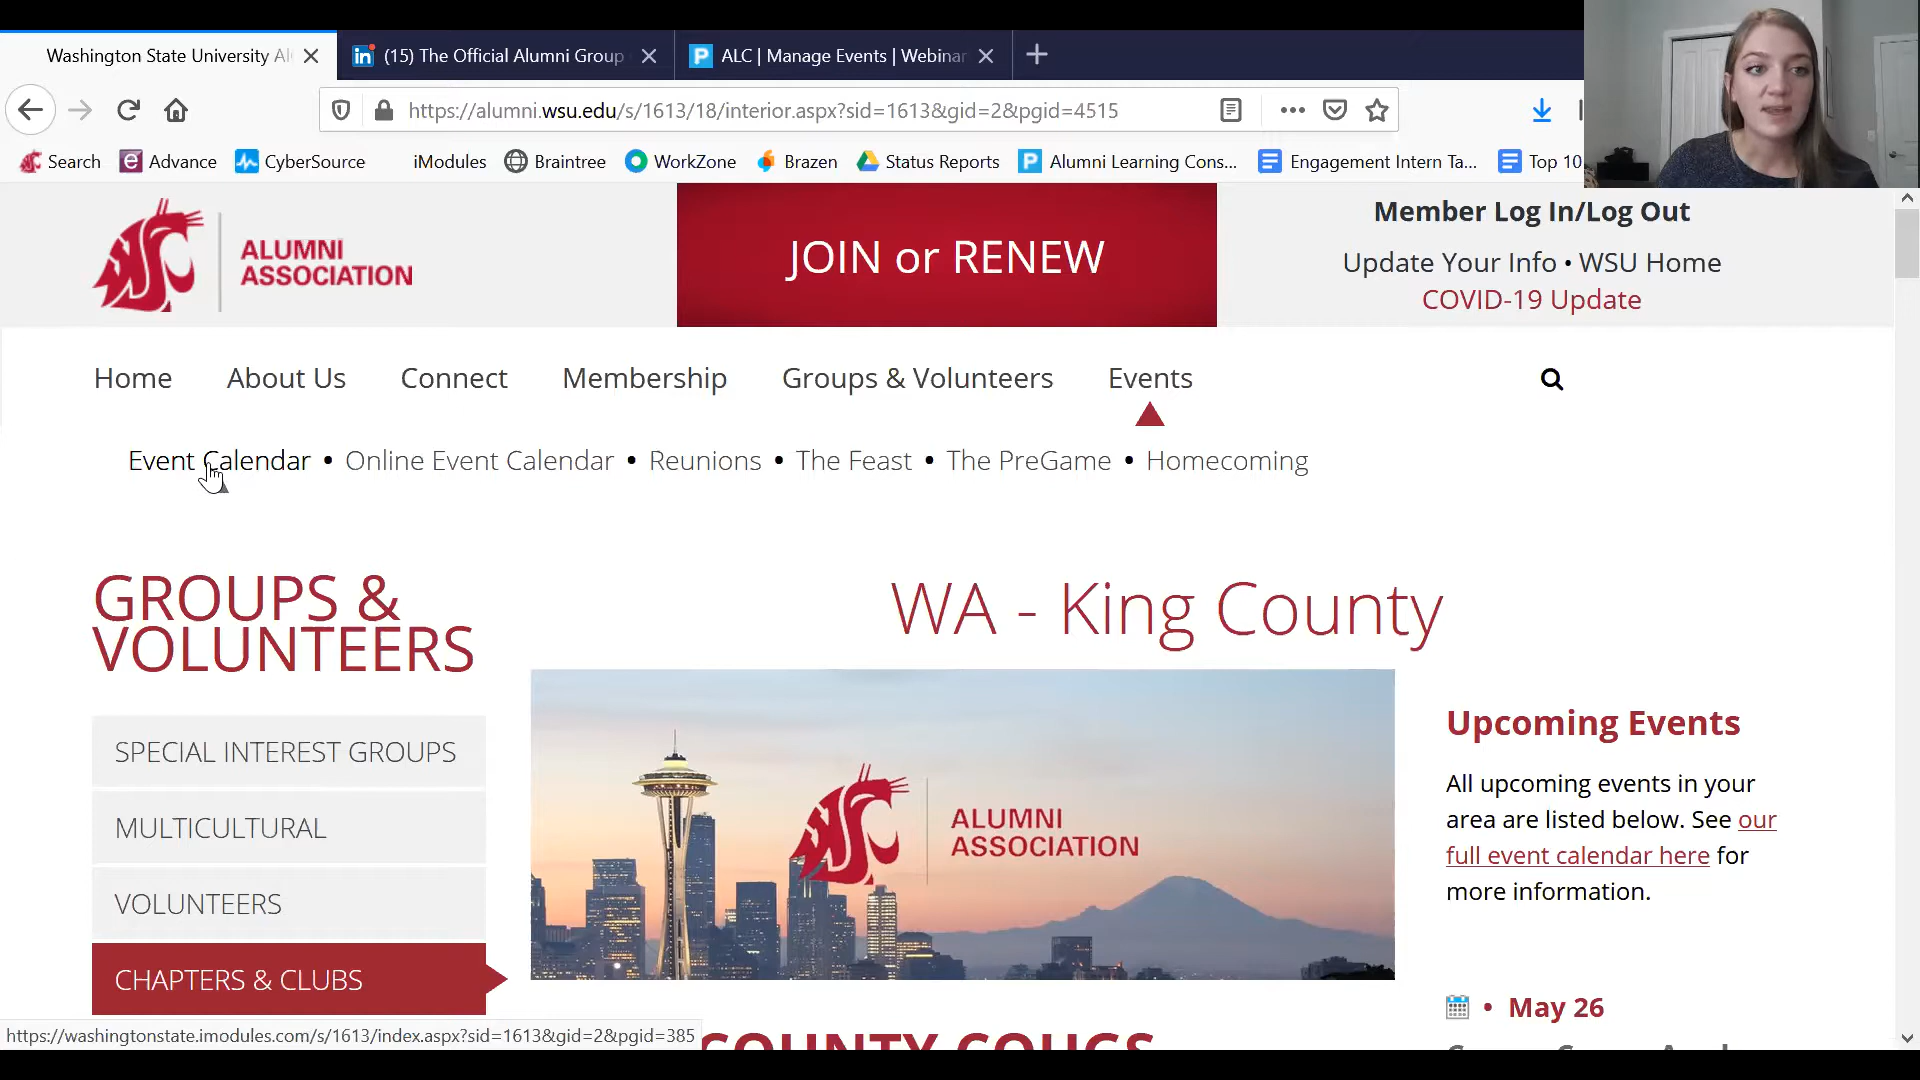 Washington State University Al
(15) The Official Alumni Group
ALC | Manage Events | Webinar
https://alumni.wsu.edu/s/1613/18/interior.aspx?sid=1613&gid=2&pgid=4515
Search
Advance
CyberSource
iModules
Braintree
WorkZone
Brazen
Status Reports
Alumni Learning Cons...
Engagement Intern Ta...
Top 10
ALUMNI
ASSOCIATION
JOIN or RENEW
Member Log In/Log Out
Update Your Info • WSU Home
COVID-19 Update
Home
About Us
Connect
Membership
Groups & Volunteers
Events
Event Calendar • Online Event Calendar • Reunions • The Feast • The PreGame • Homecoming
GROUPS &
VOLUNTEERS
SPECIAL INTEREST GROUPS
MULTICULTURAL
VOLUNTEERS
CHAPTERS & CLUBS
WA - King County
ALUMNI
ASSOCIATION
Upcoming Events
All upcoming events in your
area are listed below. See our
full event calendar here for
more information.
• May 26
https://washingtonstate.imodules.com/s/1613/index.aspx?sid=1613&gid=2&pgid=385
COUNTY COUGS